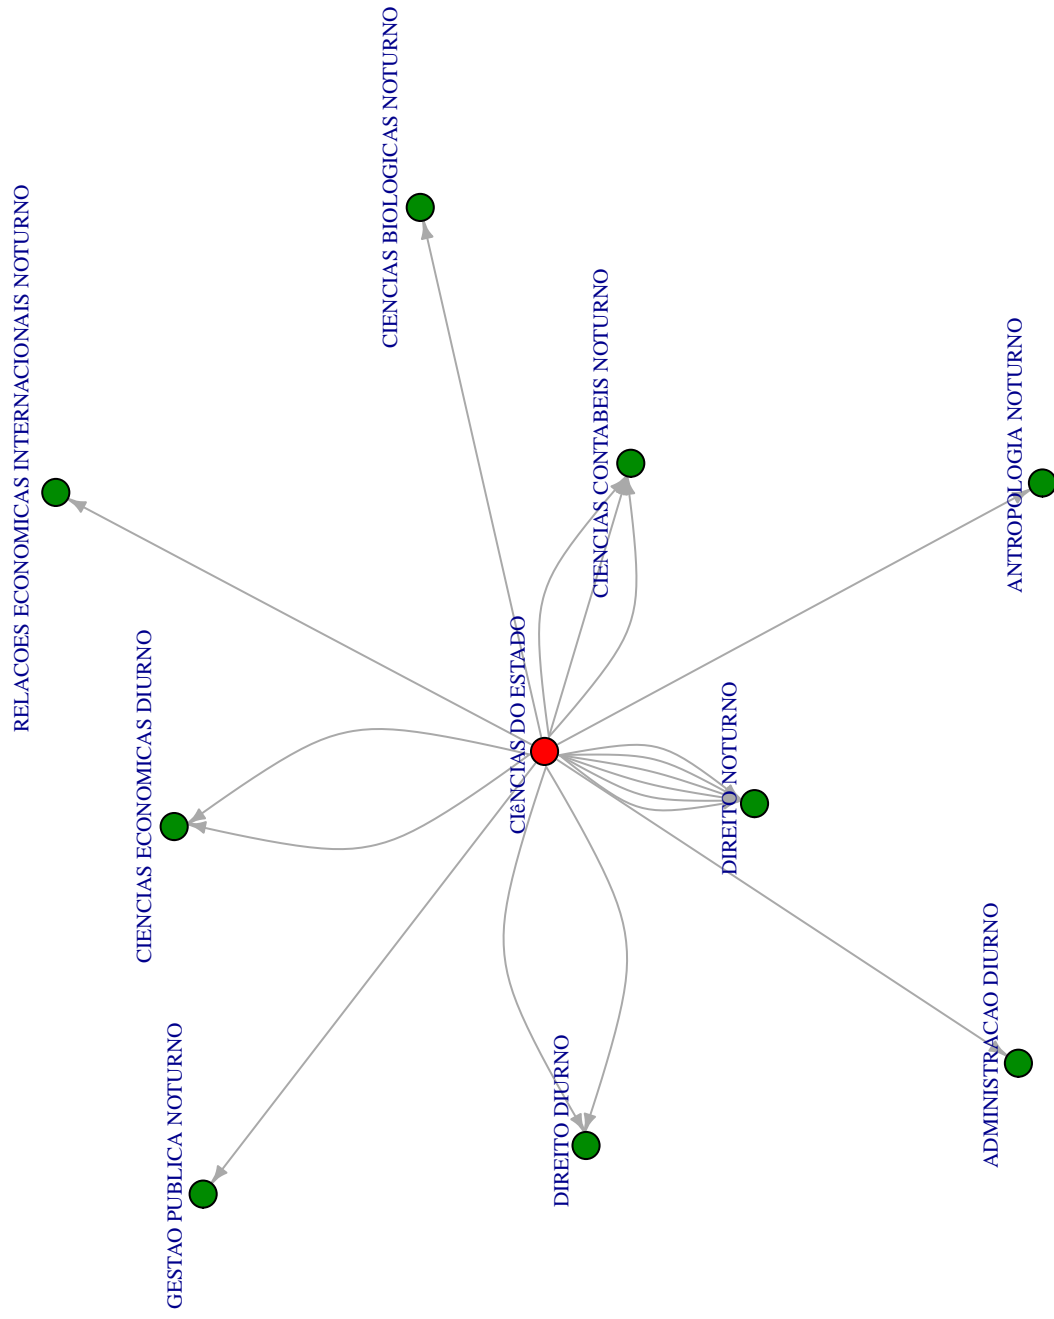 RELACOES ECONOMICAS INTERNACIONAIS NOTURNO
CIENCIAS ECONOMICAS DIURNO
GESTAO PUBLICA NOTURNO
CIENCIAS BIOLOGICAS NOTURNO
CIêNCIAS DO ESTADO
DIREITO DIURNO
CIENCIAS CONTABEIS NOTURNO
DIREITO NOTURNO
ADMINISTRACAO DIURNO
ANTROPOLOGIA NOTURNO